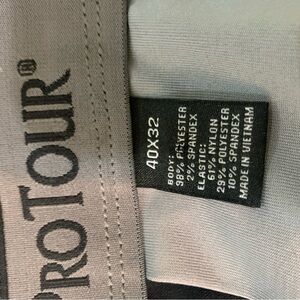 PROTOUR®
40X32
BODY:
98% POLYESTER
2% SPANDEX
ELASTIC:
61% NYLON
29% POLYESTER
10% SPANDEX
MADE IN VIETNAM